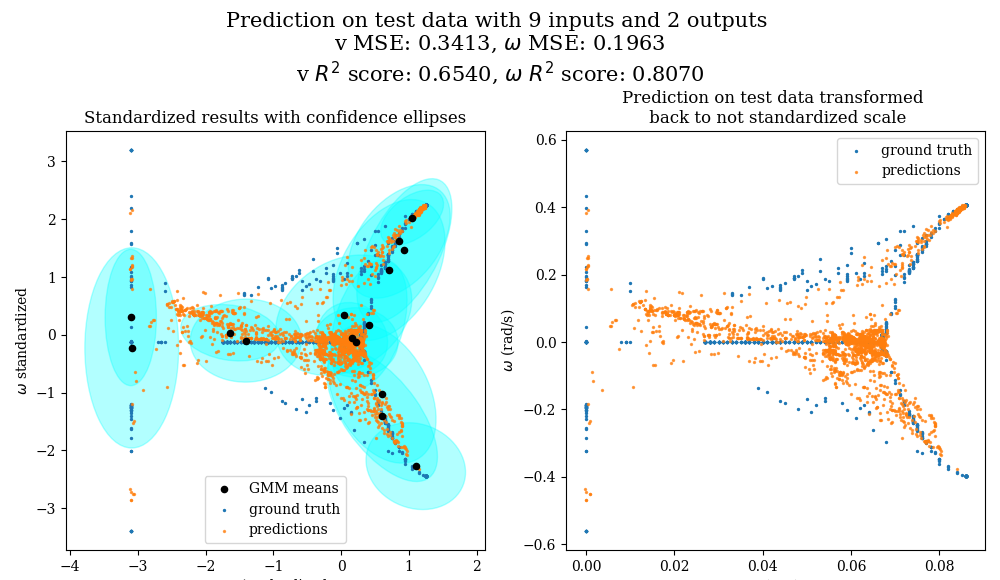 Prediction on test data with 9 inputs and 2 outputs
v MSE: 0.3413, ω MSE: 0.1963
v R² score: 0.6540, ω R² score: 0.8070
Standardized results with confidence ellipses
3
2
1
0
−1
−2
−3
ω standardized
GMM means
ground truth
predictions
−4 −3 −2 −1 0 1 2
Prediction on test data transformed
back to not standardized scale
0.6
0.4
0.2
0.0
−0.2
−0.4
−0.6
ω (rad/s)
ground truth
predictions
0.00 0.02 0.04 0.06 0.08